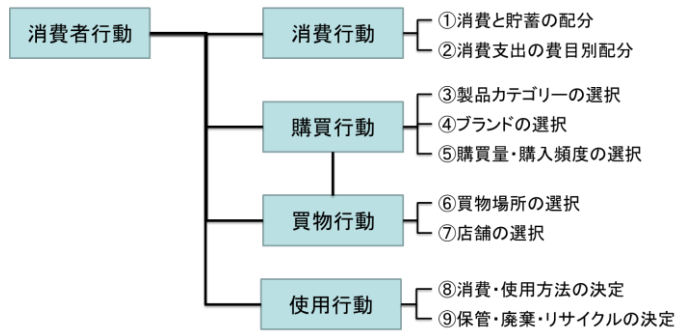 消費者行動
消費行動
①消費と貯蓄の配分
②消費支出の費目別配分
購買行動
③製品カテゴリーの選択
④ブランドの選択
⑤購買量・購入頻度の選択
買物行動
⑥買物場所の選択
⑦店舗の選択
使用行動
⑧消費・使用方法の決定
⑨保管・廃棄・リサイクルの決定